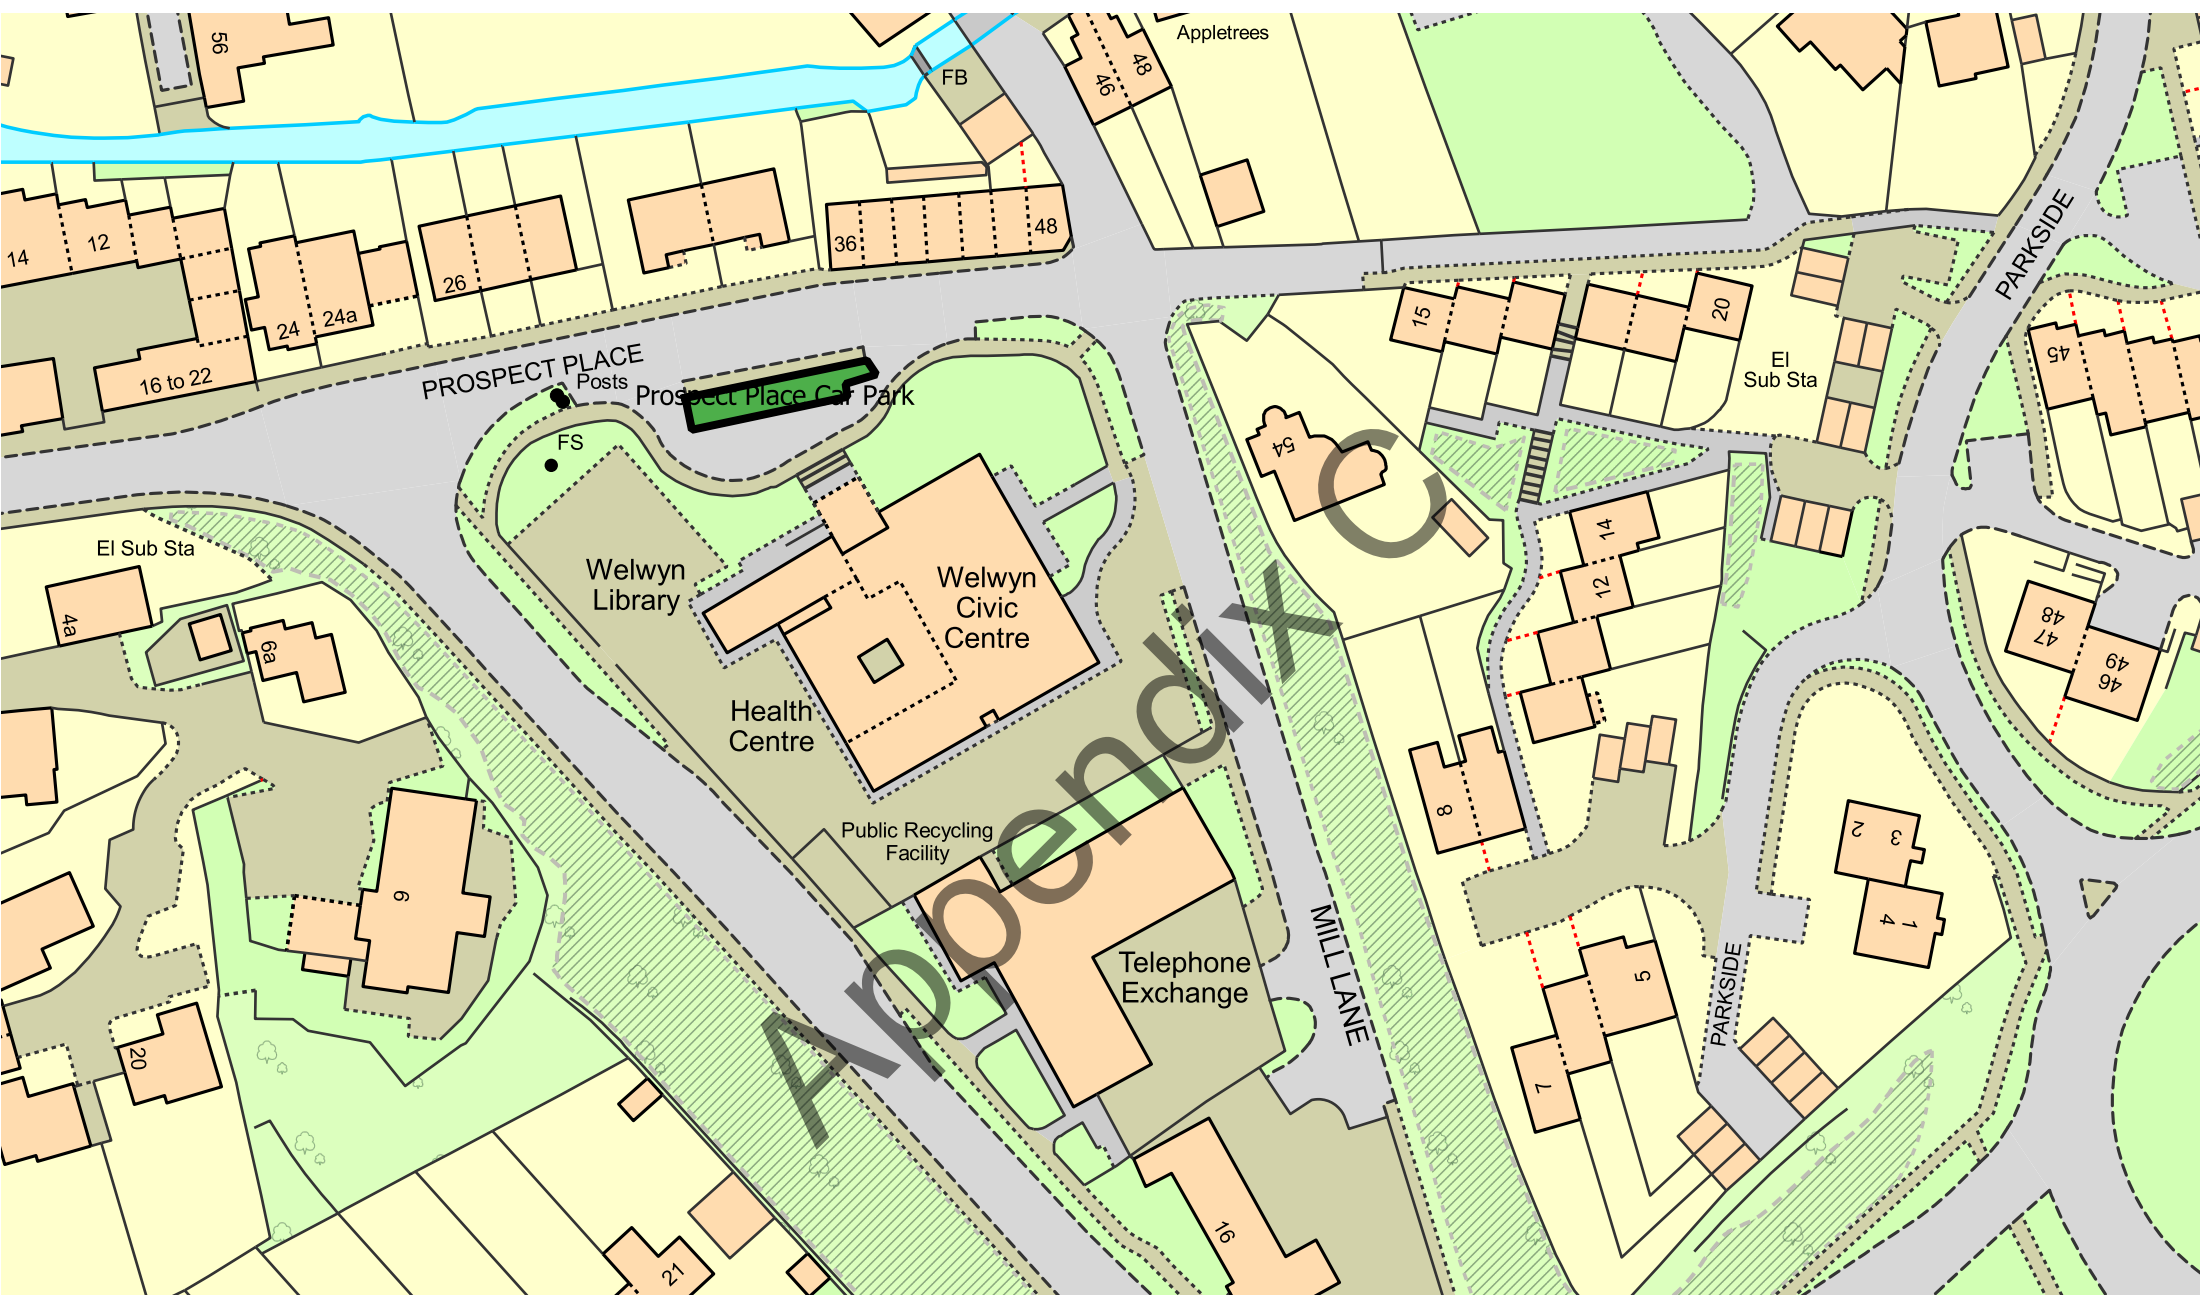 56
Appletrees
FB
46
48
14
12
24
24a
26
36
48
16 to 22
PROSPECT PLACE
Posts
Prospect Place Car Park
FS
15
20
El
Sub Sta
PARKSIDE
45
54
El Sub Sta
4a
6a
Welwyn
Library
Welwyn
Civic
Centre
Health
Centre
14
12
48
47
49
46
Public Recycling
Facility
8
2
3
1
4
6
Telephone
Exchange
MILL LANE
5
7
PARKSIDE
20
16
21
Appendix C